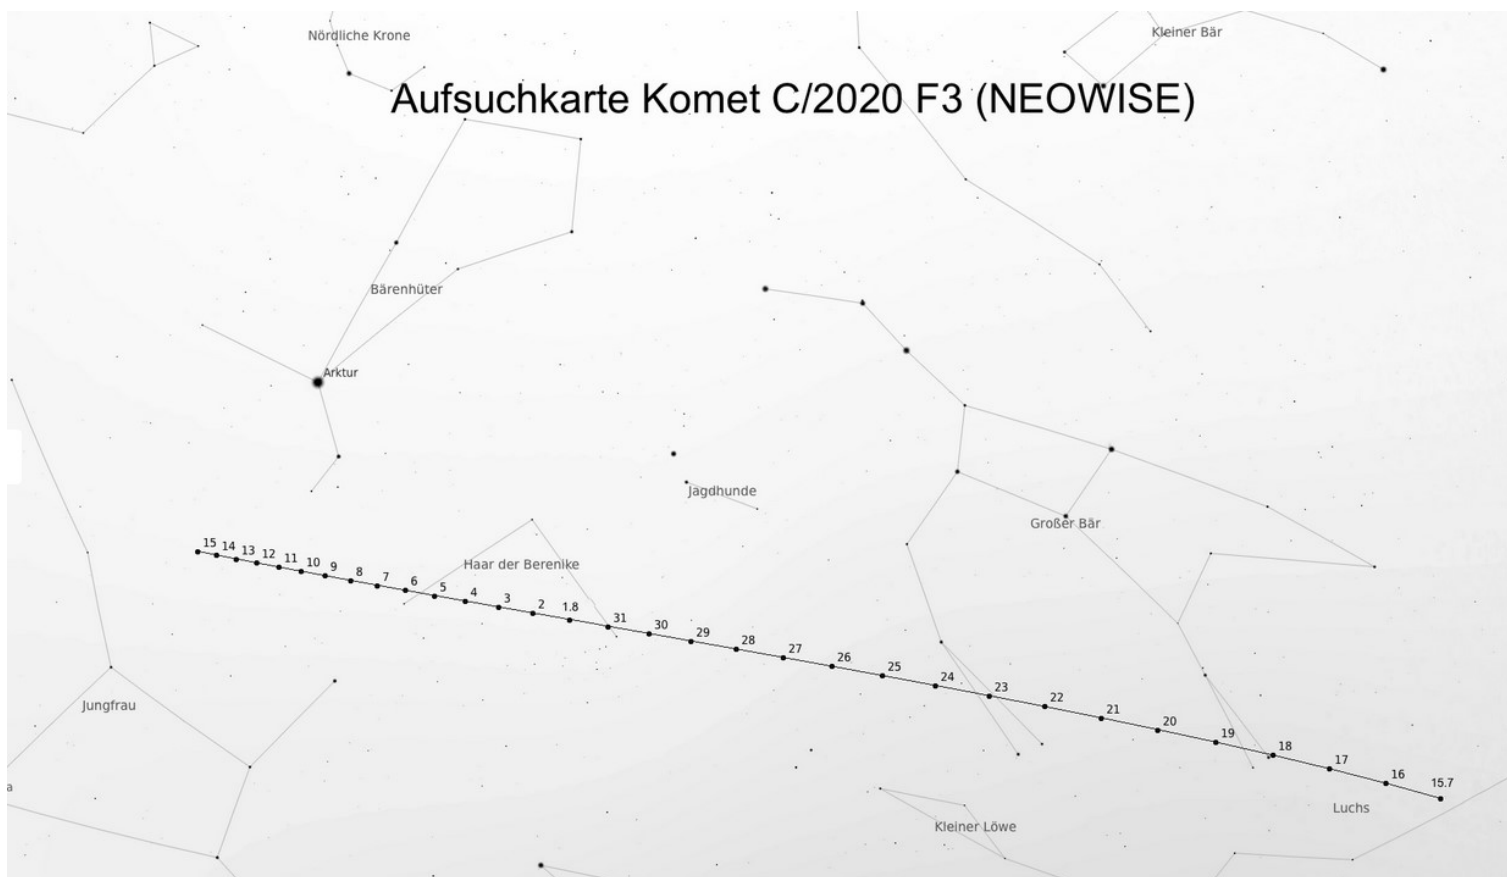 Nördliche Krone
Kleiner Bär
Aufsuchkarte Komet C/2020 F3 (NEOWISE)
Bärenhüter
Arktur
Jagdhunde
Großer Bär
Haar der Berenike
15 14 13 12 11 10 9 8 7 6 5 4 3 2 1.8 31 30 29 28 27 26 25 24 23 22 21 20 19 18 17 16 15.7
Jungfrau
a
Luchs
Kleiner Löwe